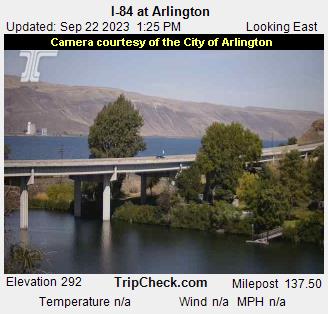 I-84 at Arlington
Updated: Sep 22 2023 1:25 PM Looking East
Camera courtesy of the City of Arlington
Elevation 292 TripCheck.com Milepost 137.50
Temperature n/a Wind n/a MPH n/a